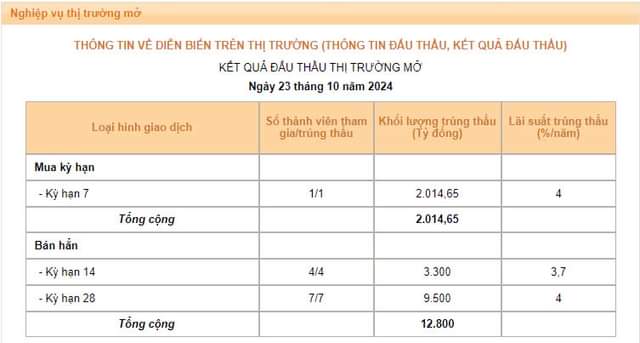 Nghiệp vụ thị trường mở
THÔNG TIN VỀ DIỄN BIẾN TRÊN THỊ TRƯỜNG (THÔNG TIN ĐẤU THẦU, KẾT QUẢ ĐẤU THẦU)
KẾT QUẢ ĐẤU THẦU THỊ TRƯỜNG MỞ
Ngày 23 tháng 10 năm 2024
Loại hình giao dịch
Số thành viên tham
gia/trúng thầu
Khối lượng trúng thầu
(Tỷ đồng)
Lãi suất trúng thầu
(%/năm)
Mua kỳ hạn
- Kỳ hạn 7 1/1 2.014,65 4
Tổng cộng 2.014,65
Bán hẳn
- Kỳ hạn 14 4/4 3.300 3,7
- Kỳ hạn 28 7/7 9.500 4
Tổng cộng 12.800